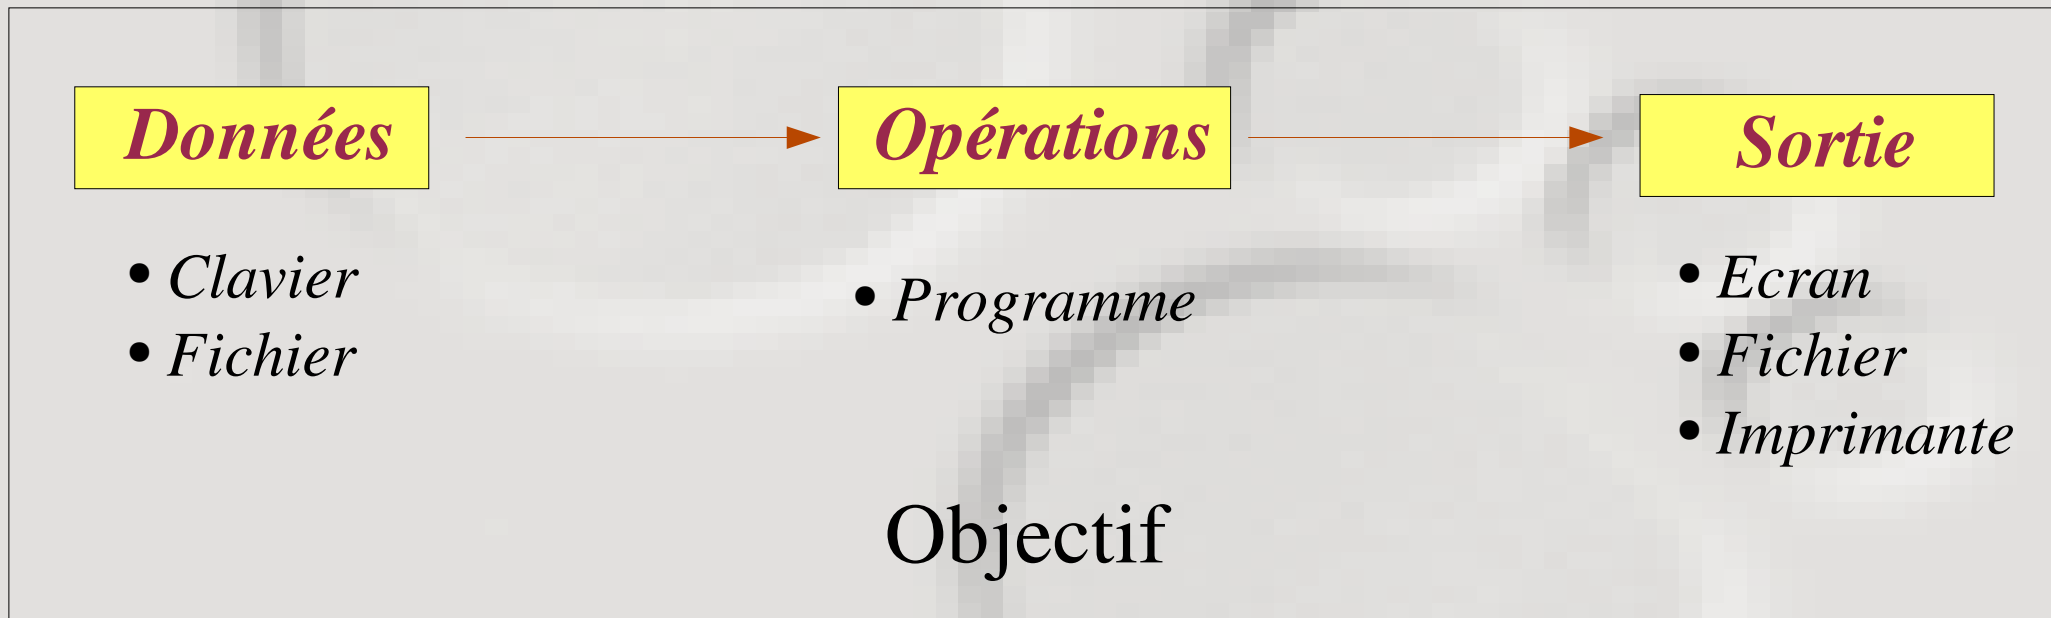 Données
Opérations
Sortie
• Clavier
• Fichier
• Programme
• Ecran
• Fichier
• Imprimante
Objectif